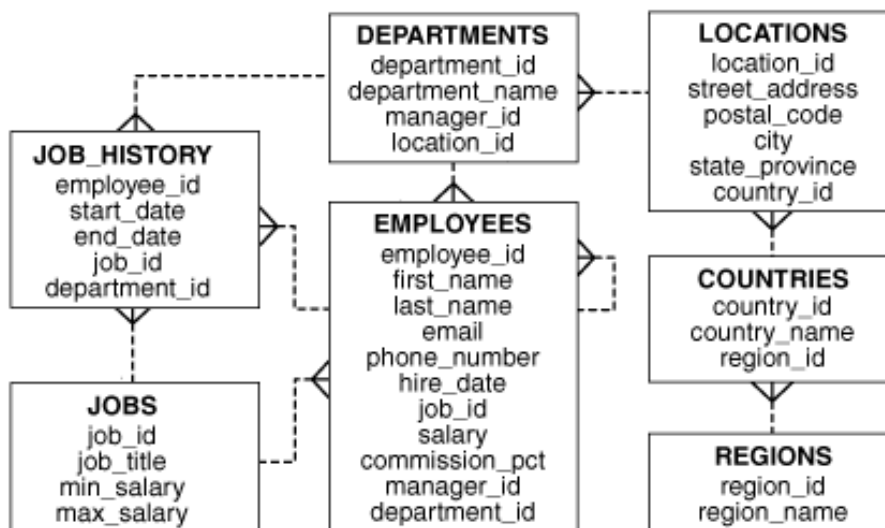 DEPARTMENTS
department_id
department_name
manager_id
location_id
LOCATIONS
location_id
street_address
postal_code
city
state_province
country_id
JOB_HISTORY
employee_id
start_date
end_date
job_id
department_id
EMPLOYEES
employee_id
first_name
last_name
email
phone_number
hire_date
job_id
salary
commission_pct
manager_id
department_id
COUNTRIES
country_id
country_name
region_id
JOBS
job_id
job_title
min_salary
max_salary
REGIONS
region_id
region_name